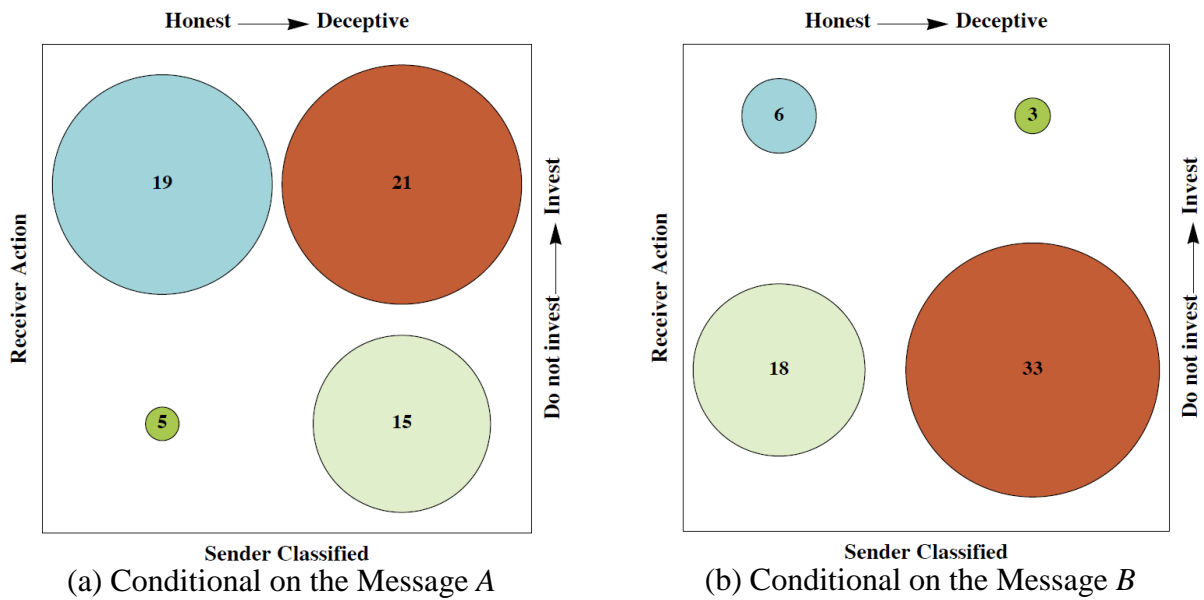 Honest → Deceptive
19
21
5
15
Receiver Action
Do not invest → Invest
Sender Classified
(a) Conditional on the Message A
Honest → Deceptive
6
3
18
33
Receiver Action
Do not invest → Invest
Sender Classified
(b) Conditional on the Message B